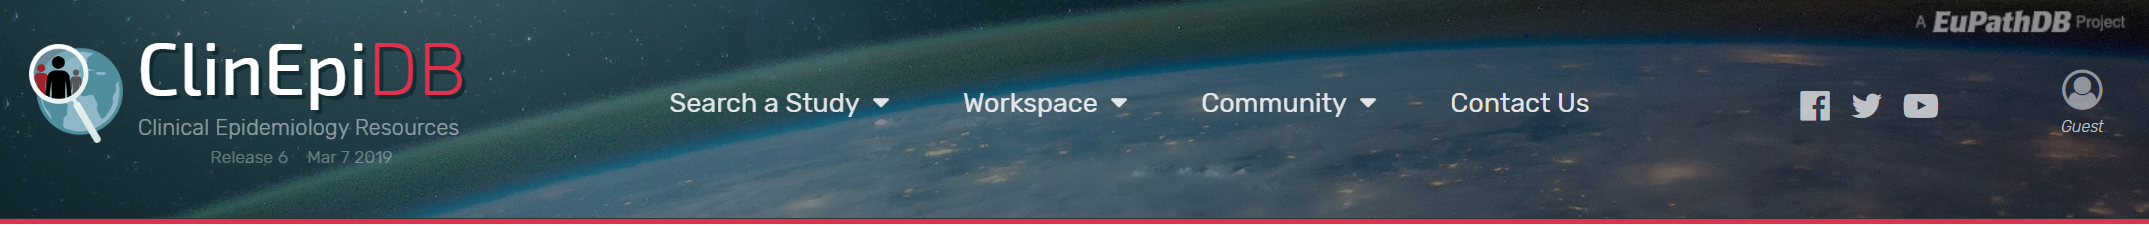 A EuPathDB Project
ClinEpiDB
Clinical Epidemiology Resources
Release 6 Mar 7 2019
Search a Study Workspace Community Contact Us
Guest